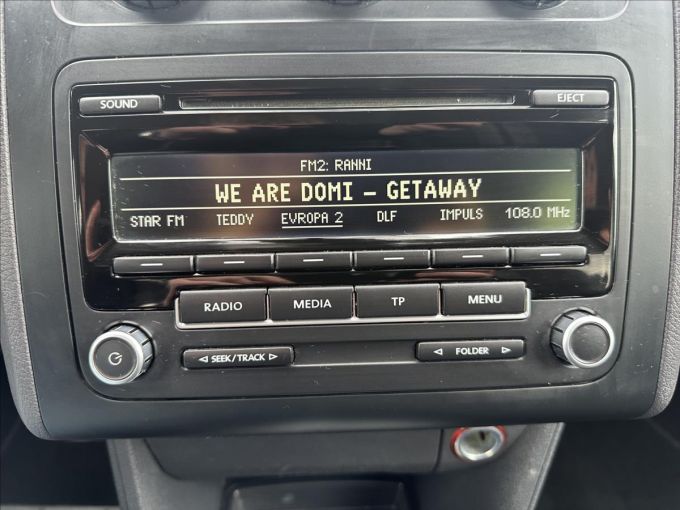 SOUND EJECT
FM2: RANNI
WE ARE DOMI - GETAWAY
STAR FM TEDDY EVROPA 2 DLF IMPULS 108.0 MHz
RADIO MEDIA TP MENU
◁ SEEK/TRACK ▷ ◁ FOLDER ▷